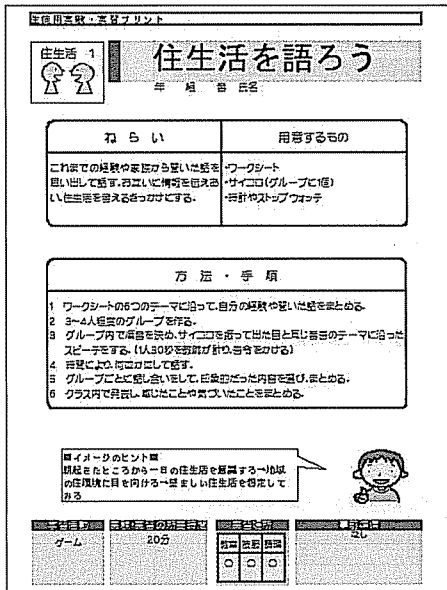 生徒用実験・実習プリント
住生活 1
住生活を語ろう
年 組 番 氏名
ねらい
用意するもの
これまでの経験や家族から聞いた話を
思い出して話す。お互いに情報を伝えあ
い、住生活を考えるきっかけにする。
・ワークシート
・サイコロ(グループに1個)
・時計やストップウォッチ
方法・手順
1 ワークシートの6つのテーマに沿って、自分の経験や聞いた話をまとめる。
2 3~4人程度のグループを作る。
3 グループ内で順番を決め、サイコロを振って出た目と同じ番号のテーマに沿った
スピーチをする。(1人30秒を教師が計り、合令をかける)
4 時間により、何回かくり返す。
5 グループごとに話し合いをして、印象的だった内容を選び、まとめる。
6 クラス内で発表し、感じたことや気づいたことをまとめる。
■イメージのヒント■
朝起きたところから一日の住生活を意識する→地域
の住環境に目を向ける→望ましい住生活を想定して
みる
ゲーム
20分
なし